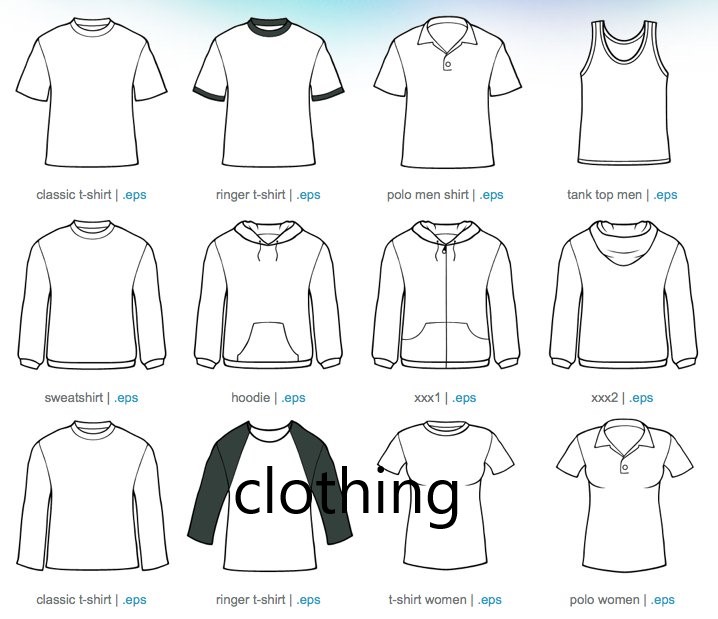 classic t-shirt | .eps
ringer t-shirt | .eps
polo men shirt | .eps
tank top men | .eps
sweatshirt | .eps
hoodie | .eps
xxx1 | .eps
xxx2 | .eps
clothing
classic t-shirt | .eps
ringer t-shirt | .eps
t-shirt women | .eps
polo women | .eps